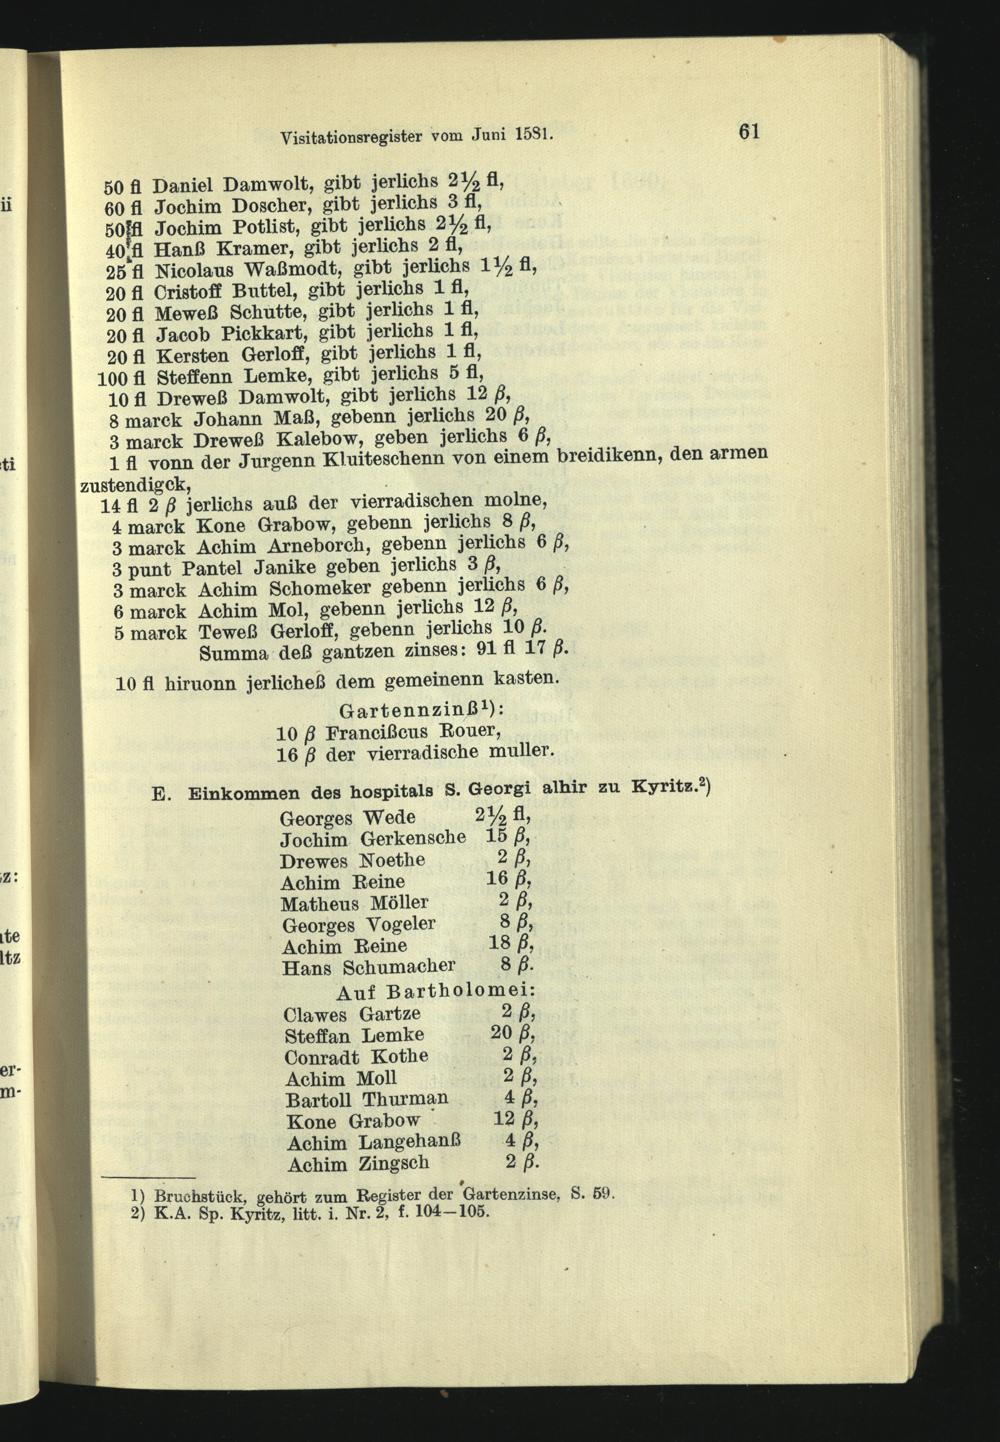 Visitationsregister vom Juni 1581.
61
50 fl Daniel Damwolt, gibt jerlichs 2½ fl,
60 fl Jochim Doscher, gibt jerlichs 3 fl,
50 fl Jochim Potlist, gibt jerlichs 2½ fl,
40 fl Hanß Kramer, gibt jerlichs 2 fl,
25 fl Nicolaus Waßmodt, gibt jerlichs 1½ fl,
20 fl Cristoff Buttel, gibt jerlichs 1 fl,
20 fl Meweß Schutte, gibt jerlichs 1 fl,
20 fl Jacob Pickkart, gibt jerlichs 1 fl,
20 fl Kersten Gerloff, gibt jerlichs 1 fl,
100 fl Steffenn Lemke, gibt jerlichs 5 fl,
10 fl Dreweß Damwolt, gibt jerlichs 12 β,
8 marck Johann Maß, gebenn jerlichs 20 β,
3 marck Dreweß Kalebow, geben jerlichs 6 β,
1 fl vonn der Jurgenn Kluiteschenn von einem breidikenn, den armen
zustendigck,
14 fl 2 β jerlichs auß der vierradischen molne,
4 marck Kone Grabow, gebenn jerlichs 8 β,
3 marck Achim Arneborch, gebenn jerlichs 6 β,
3 punt Pantel Janike geben jerlichs 3 β,
3 marck Achim Schomeker gebenn jerlichs 6 β,
6 marck Achim Mol, gebenn jerlichs 12 β,
5 marck Teweß Gerloff, gebenn jerlichs 10 β.
Summa deß gantzen zinses: 91 fl 17 β.
10 fl hiruonn jerlicheß dem gemeinenn kasten.
Gartennzinß¹):
10 β Francißcus Rouer,
16 β der vierradische muller.
E. Einkommen des hospitals S. Georgi alhir zu Kyritz.²)
Georges Wede 2½ fl,
Jochim Gerkensche 15 β,
Drewes Noethe 2 β,
Achim Reine 16 β,
Matheus Möller 2 β,
Georges Vogeler 8 β,
Achim Reine 18 β,
Hans Schumacher 8 β.
Auf Bartholomei:
Clawes Gartze 2 β,
Steffan Lemke 20 β,
Conradt Kothe 2 β,
Achim Moll 2 β,
Bartoll Thurman 4 β,
Kone Grabow 12 β,
Achim Langehanß 4 β,
Achim Zingsch 2 β.
1) Bruchstück, gehört zum Register der Gartenzinse, S. 59.
2) K.A. Sp. Kyritz, litt. i. Nr. 2, f. 104—105.